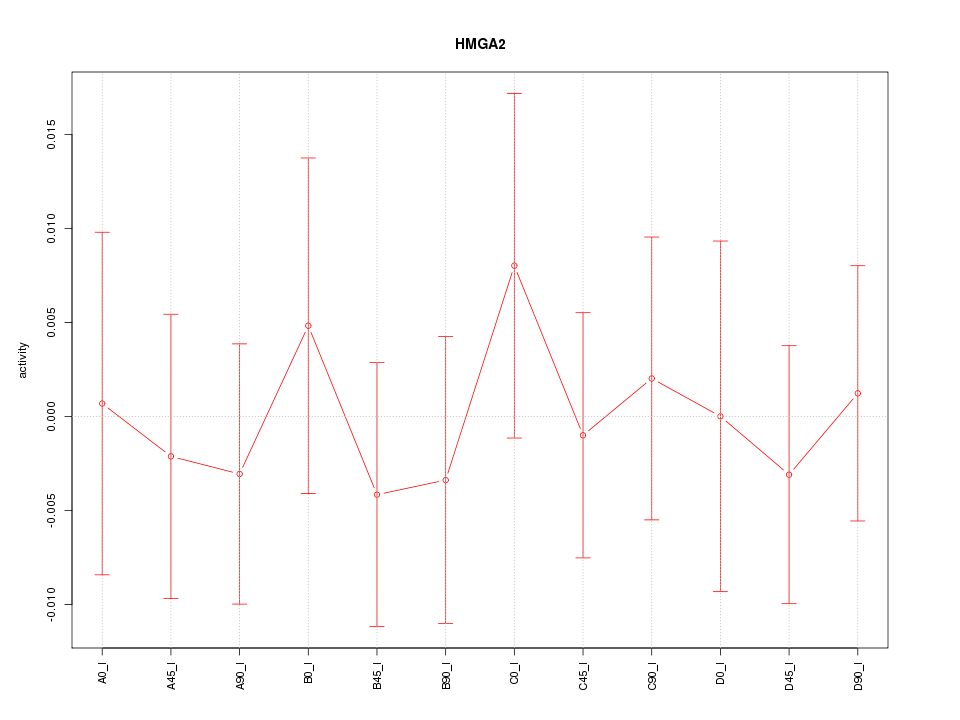 HMGA2
activity
0.015
0.010
0.005
0.000
-0.005
-0.010
A0_I
A45_I
A90_I
B0_I
B45_I
B90_I
C0_I
C45_I
C90_I
D0_I
D45_I
D90_I